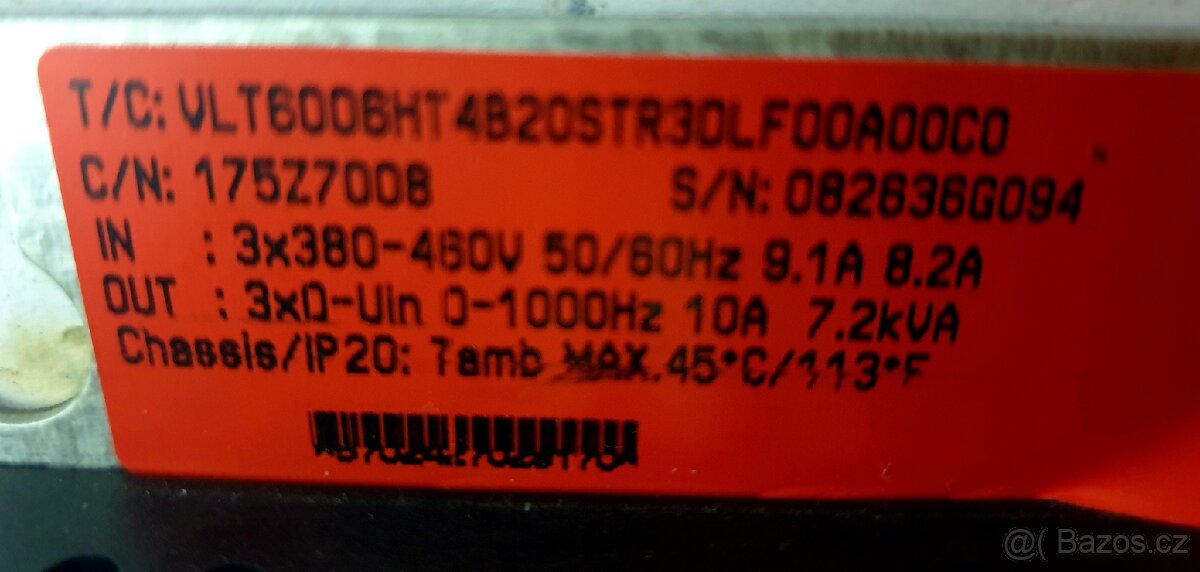 T/C: VLT6006HT4B20STR3DLF00A00C0
C/N: 175Z7008 S/N: 082636G094
IN : 3x380-460V 50/60Hz 9.1A 8.2A
OUT : 3x0-Uin 0-1000Hz 10A 7.2kVA
Chassis/IP20: Tamb MAX.45°C/113°F
@( Bazos.cz